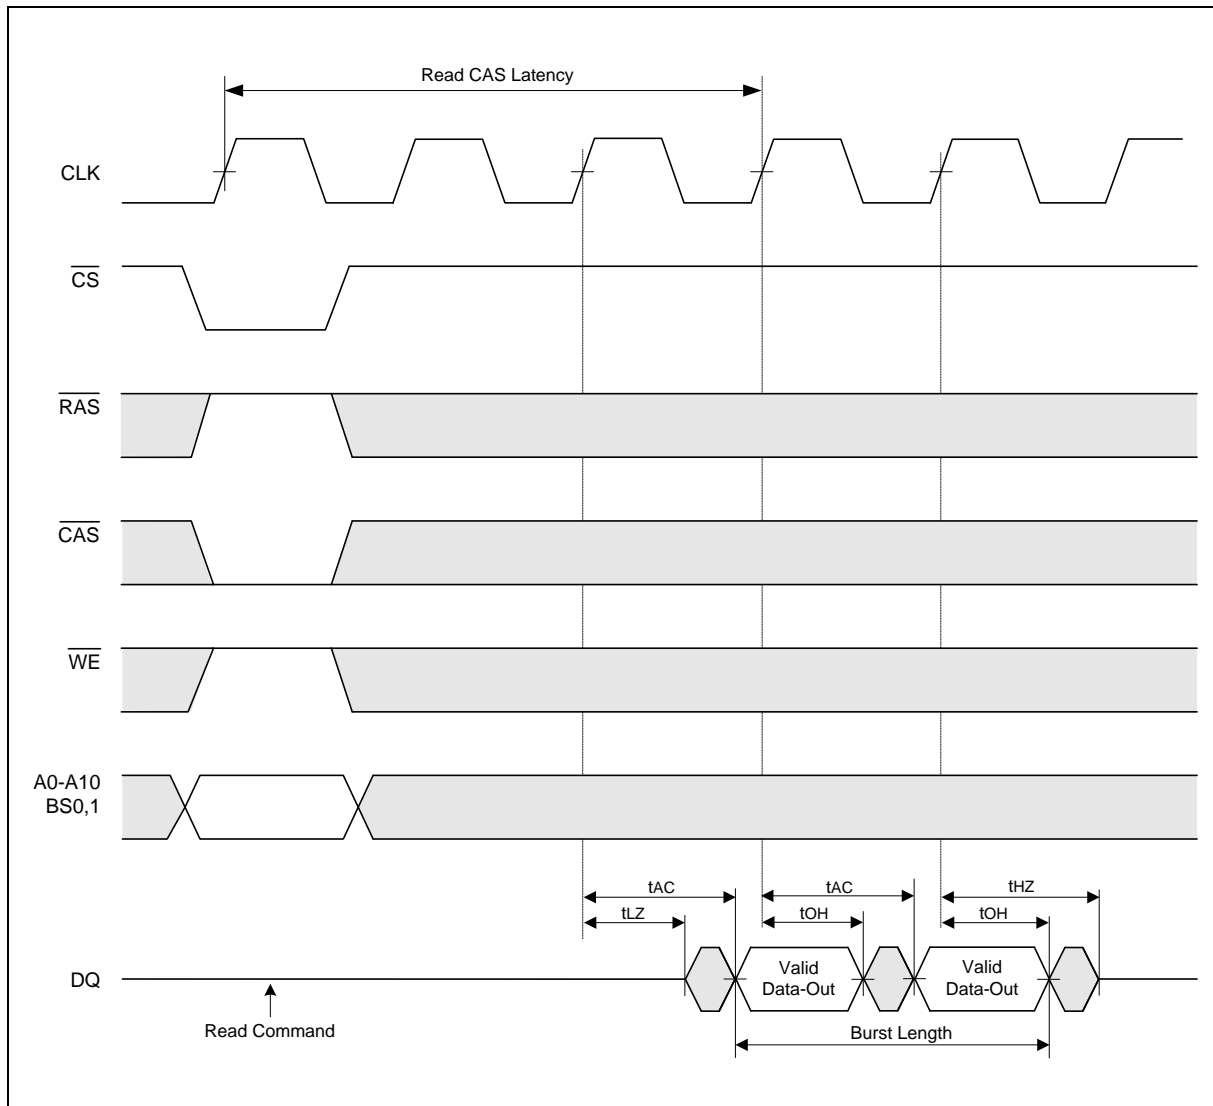 Read CAS Latency
CLK
CS
RAS
CAS
WE
A0-A10
BS0,1
tAC
tAC
tHZ
tLZ
tOH
tOH
DQ
Valid
Data-Out
Valid
Data-Out
Read Command
Burst Length